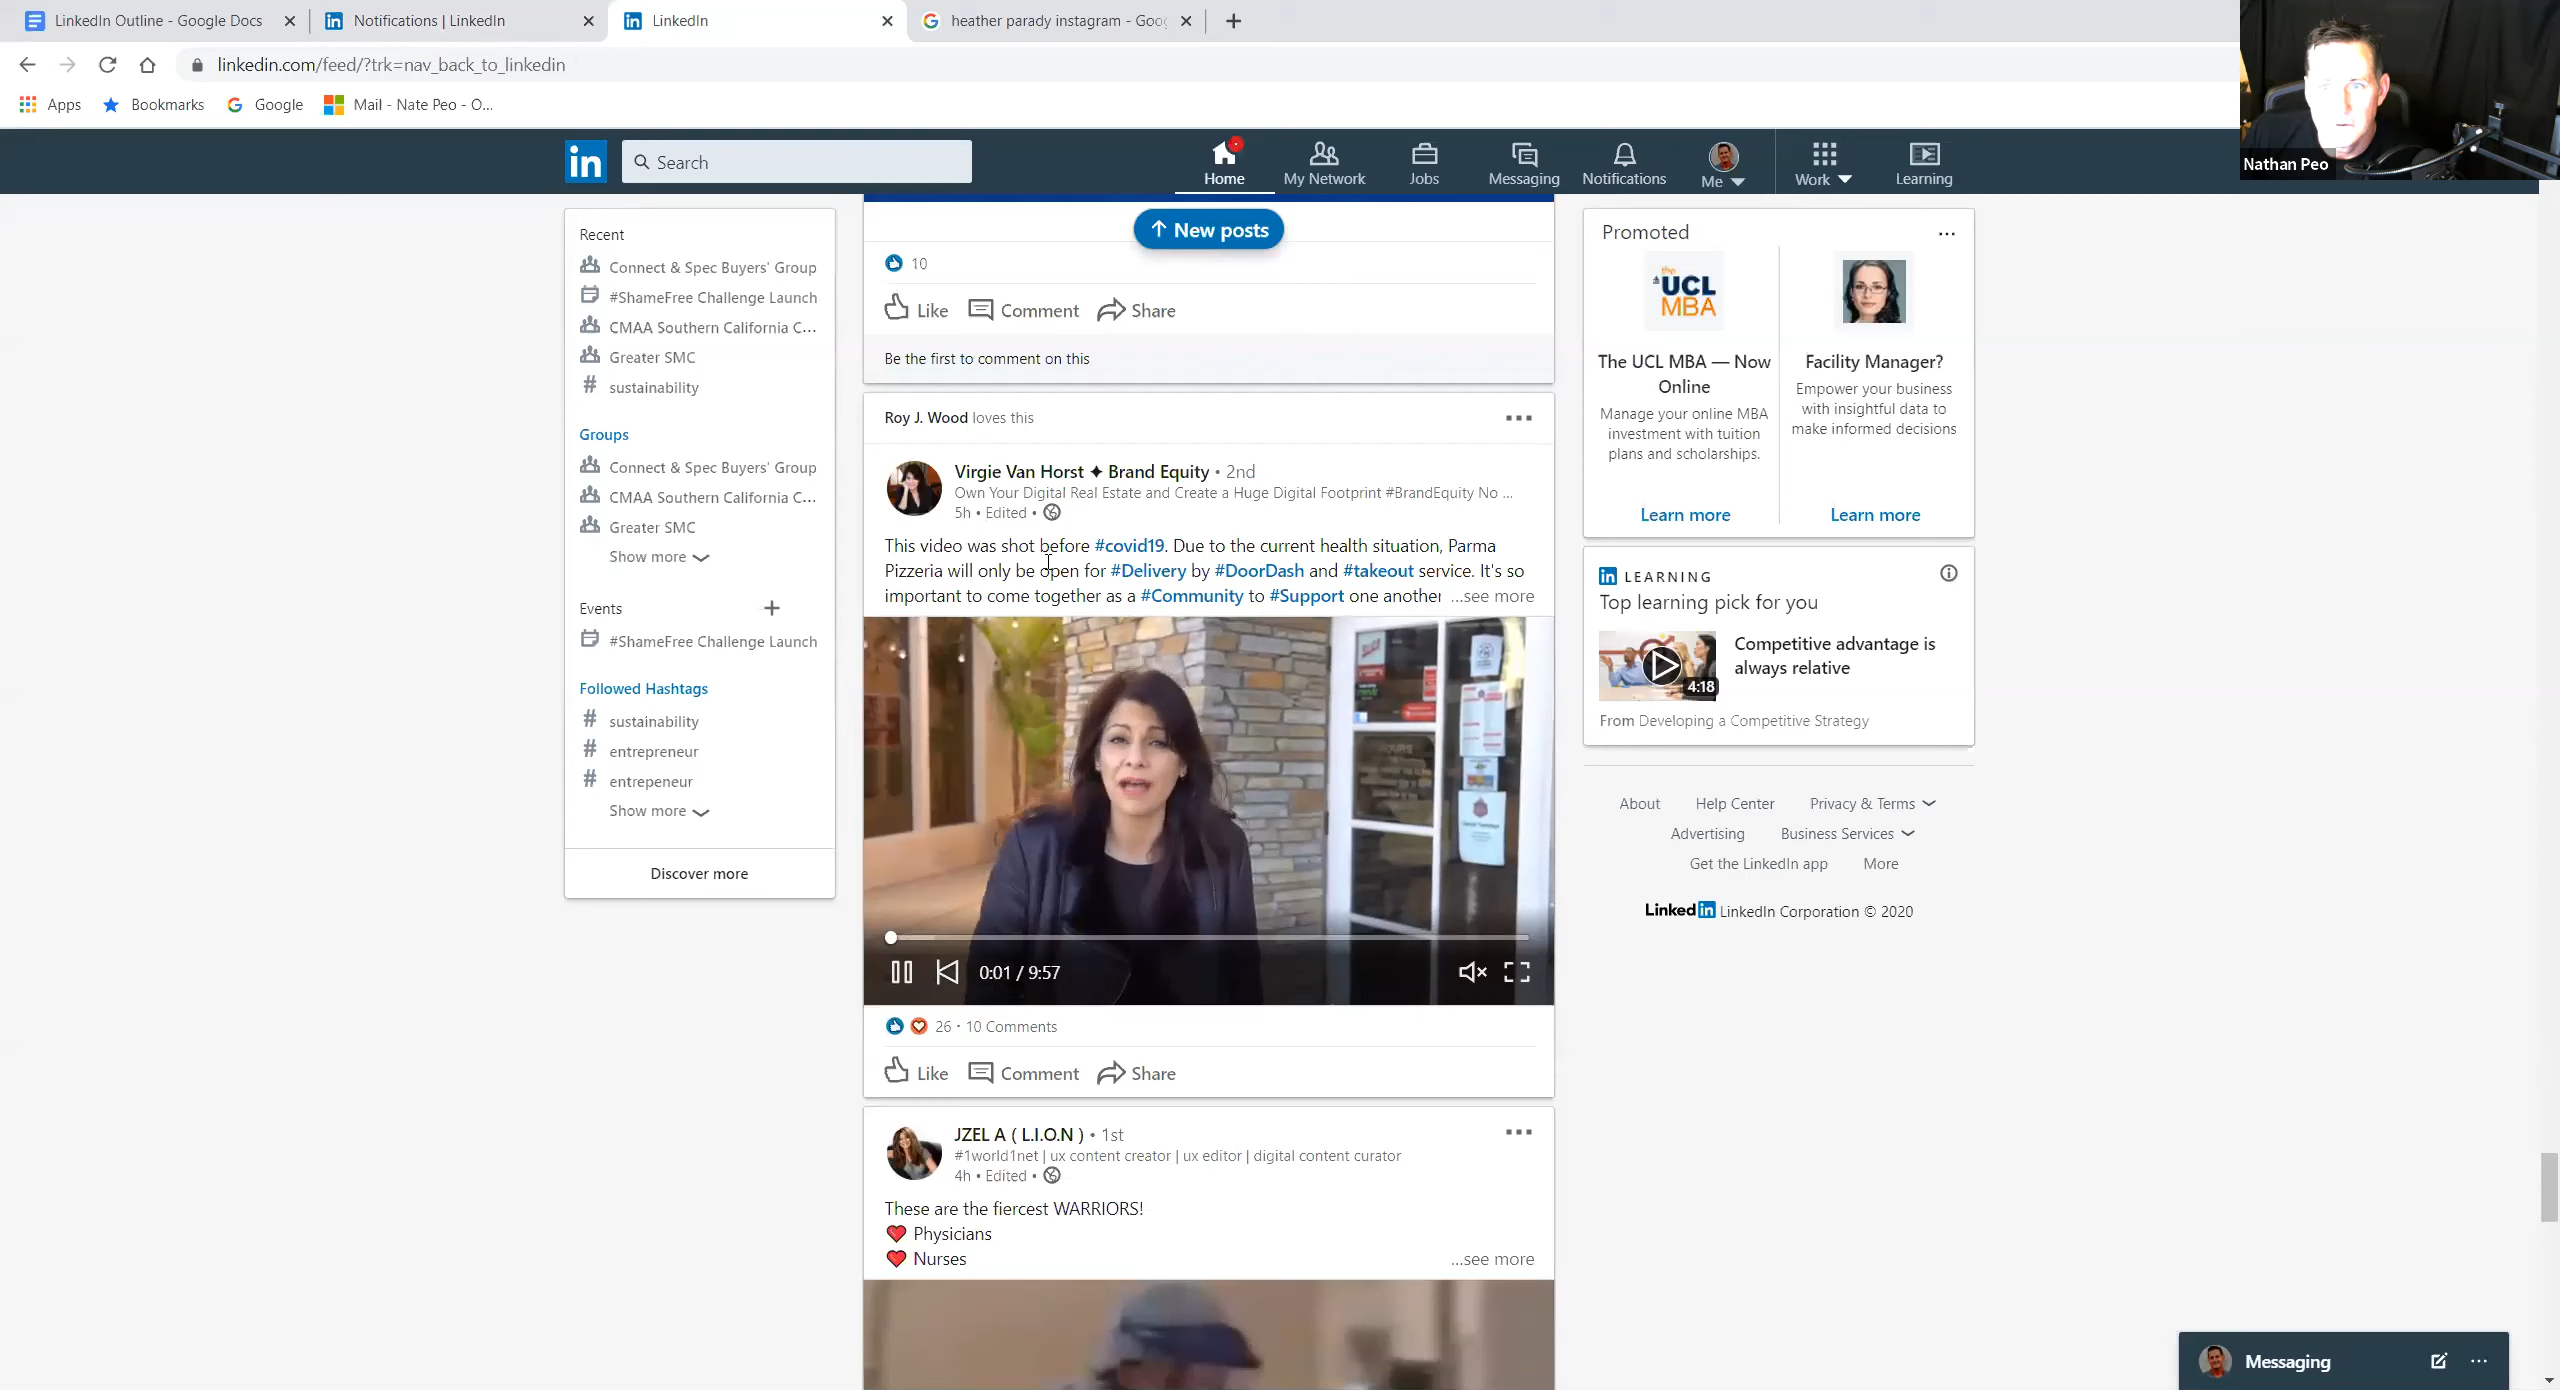 LinkedIn Outline - Google Docs
Notifications | LinkedIn
LinkedIn
heather parady instagram - Goo
linkedin.com/feed/?trk=nav_back_to_linkedin
Apps
Bookmarks
Google
Mail - Nate Peo - O...
Nathan Peo
in
Search
Home
My Network
Jobs
Messaging
Notifications
Me
Work
Learning
Recent
Connect & Spec Buyers' Group
#ShameFree Challenge Launch
CMAA Southern California C...
Greater SMC
# sustainability
Groups
Connect & Spec Buyers' Group
CMAA Southern California C...
Greater SMC
Show more
Events +
#ShameFree Challenge Launch
Followed Hashtags
# sustainability
# entrepreneur
# entrepeneur
Show more
Discover more
New posts
10
Like Comment Share
Be the first to comment on this
Roy J. Wood loves this
Virgie Van Horst ✦ Brand Equity • 2nd
Own Your Digital Real Estate and Create a Huge Digital Footprint #BrandEquity No ...
5h • Edited •
This video was shot before #covid19. Due to the current health situation, Parma
Pizzeria will only be open for #Delivery by #DoorDash and #takeout service. It's so
important to come together as a #Community to #Support one another ...see more
0:01 / 9:57
26 · 10 Comments
Like Comment Share
JZEL A ( L.I.O.N ) • 1st
#1world1net | ux content creator | ux editor | digital content curator
4h • Edited •
These are the fiercest WARRIORS!
❤️ Physicians
❤️ Nurses
...see more
Promoted
the UCL
MBA
The UCL MBA — Now
Online
Manage your online MBA
investment with tuition
plans and scholarships.
Learn more
Facility Manager?
Empower your business
with insightful data to
make informed decisions
Learn more
in LEARNING
Top learning pick for you
4:18
Competitive advantage is
always relative
From Developing a Competitive Strategy
About Help Center Privacy & Terms
Advertising Business Services
Get the LinkedIn app More
Linkedin LinkedIn Corporation © 2020
Messaging